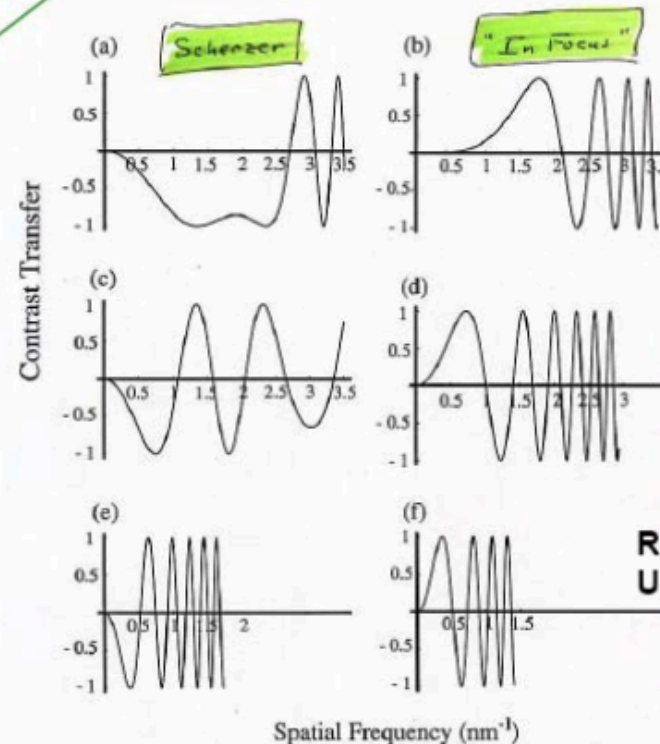 (a)
Scherzer
(b)
"In Focus"
1
0.5
- 0.5
- 1
0.5 1 1.5 2 2.5 3 3.5
1
0.5
- 0.5
- 1
0.5 1 1.5 2 2.5 3 3.
Contrast Transfer
(c)
(d)
1
0.5
- 0.5
- 1
0.5 1 1.5 2 2.5 3 3.5
1
0.5
- 0.5
- 1
0.5 1 1.5 2 2.5 3
(e)
(f)
1
0.5
- 0.5
- 1
0.5 1 1.5 2
1
0.5
- 0.5
- 1
0.5 1 1.5
R
U
Spatial Frequency (nm⁻¹)